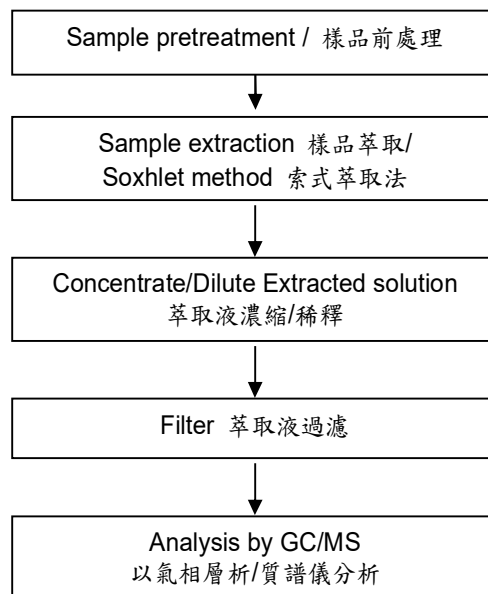 Sample pretreatment / 樣品前處理
Sample extraction 樣品萃取/
Soxhlet method 索式萃取法
Concentrate/Dilute Extracted solution
萃取液濃縮/稀釋
Filter 萃取液過濾
Analysis by GC/MS
以氣相層析/質譜儀分析